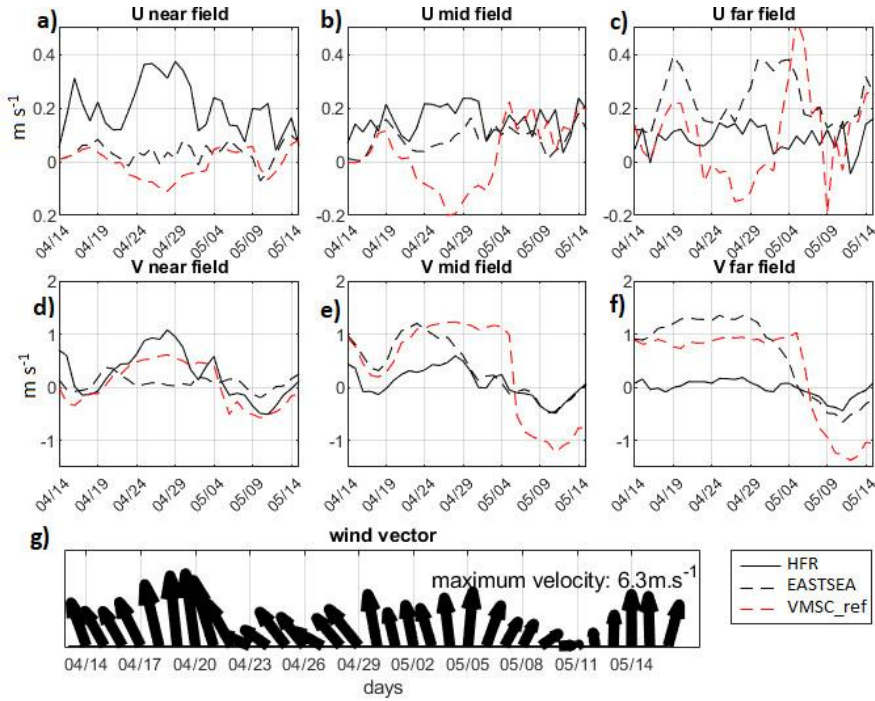 a) U near field
b) U mid field
c) U far field
m s-1
0.4
0.2
0
0.2
0.4
0.2
0
-0.2
0.4
0.2
0
-0.2
04/14 04/19 04/24 04/29 05/04 05/09 05/14
04/14 04/19 04/24 04/29 05/04 05/09 05/14
04/14 04/19 04/24 04/29 05/04 05/09 05/14
d) V near field
e) V mid field
f) V far field
m s-1
2
1
0
-1
2
1
0
-1
2
1
0
-1
04/14 04/19 04/24 04/29 05/04 05/09 05/14
04/14 04/19 04/24 04/29 05/04 05/09 05/14
04/14 04/19 04/24 04/29 05/04 05/09 05/14
g) wind vector
maximum velocity: 6.3m.s-1
04/14 04/17 04/20 04/23 04/26 04/29 05/02 05/05 05/08 05/11 05/14
days
HFR
EASTSEA
VMSC_ref